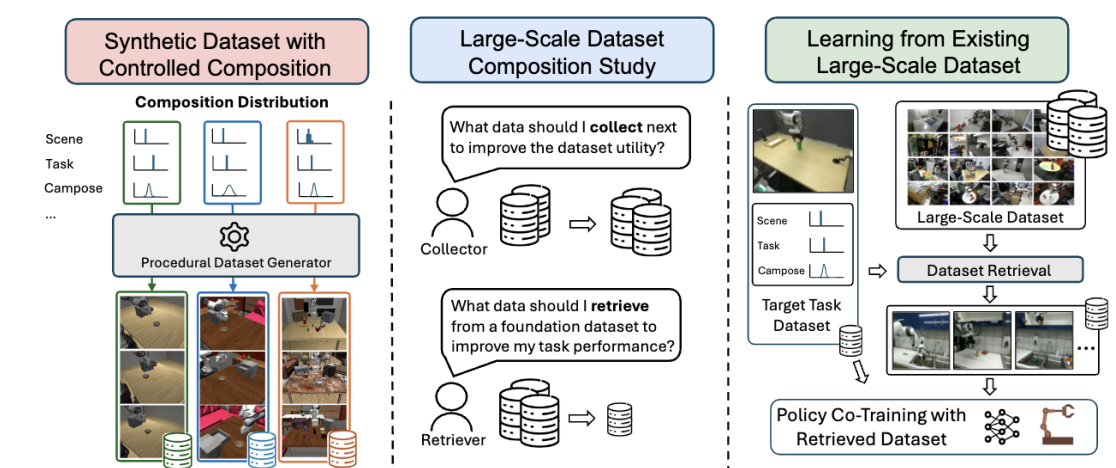 Synthetic Dataset with
Controlled Composition
Composition Distribution
Scene
Task
Campose
...
Procedural Dataset Generator
Large-Scale Dataset
Composition Study
What data should I collect next
to improve the dataset utility?
Collector
What data should I retrieve
from a foundation dataset to
improve my task performance?
Retriever
Learning from Existing
Large-Scale Dataset
Scene
Task
Campose
Target Task
Dataset
Large-Scale Dataset
Dataset Retrieval
...
Policy Co-Training with
Retrieved Dataset